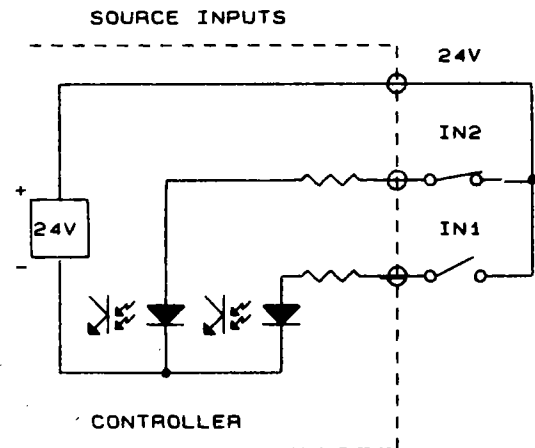 SOURCE INPUTS
24V
IN2
+
24V
IN1
-
CONTROLLER